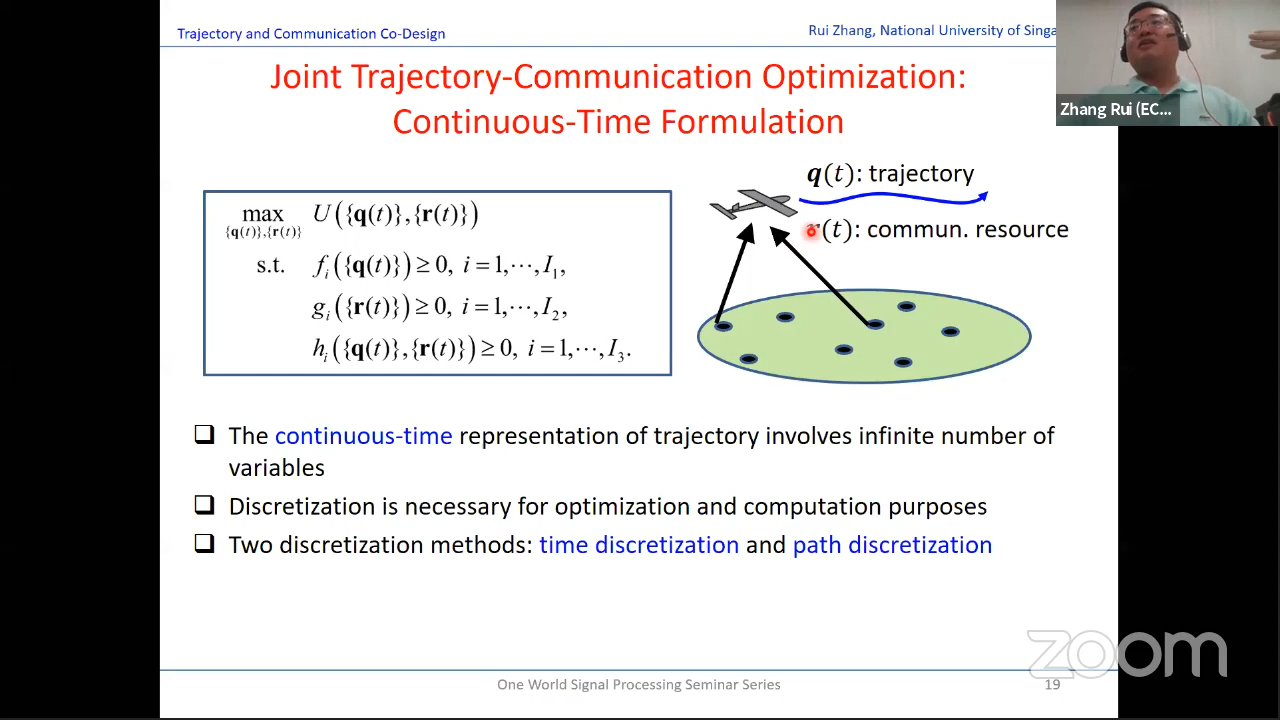 Trajectory and Communication Co-Design
Rui Zhang, National University of Singa
Zhang Rui (EC...
Joint Trajectory-Communication Optimization:
Continuous-Time Formulation
max U({q(t)},{r(t)})
{q(t)},{r(t)}
s.t. f_i({q(t)}) ≥ 0, i = 1,⋯,I_1,
g_i({r(t)}) ≥ 0, i = 1,⋯,I_2,
h_i({q(t)},{r(t)}) ≥ 0, i = 1,⋯,I_3.
q(t): trajectory
r(t): commun. resource
❑ The continuous-time representation of trajectory involves infinite number of
variables
❑ Discretization is necessary for optimization and computation purposes
❑ Two discretization methods: time discretization and path discretization
zoom
One World Signal Processing Seminar Series
19